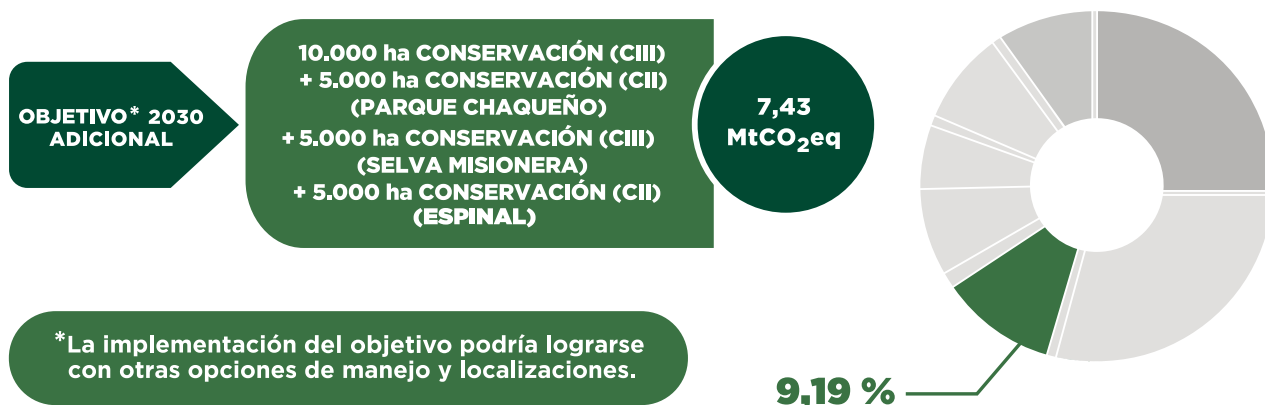 OBJETIVO* 2030
ADICIONAL
10.000 ha CONSERVACIÓN (CIII)
+ 5.000 ha CONSERVACIÓN (CII)
(PARQUE CHAQUEÑO)
+ 5.000 ha CONSERVACIÓN (CIII)
(SELVA MISIONERA)
+ 5.000 ha CONSERVACIÓN (CII)
(ESPINAL)
7,43
MtCO₂eq
*La implementación del objetivo podría lograrse
con otras opciones de manejo y localizaciones.
9,19 %